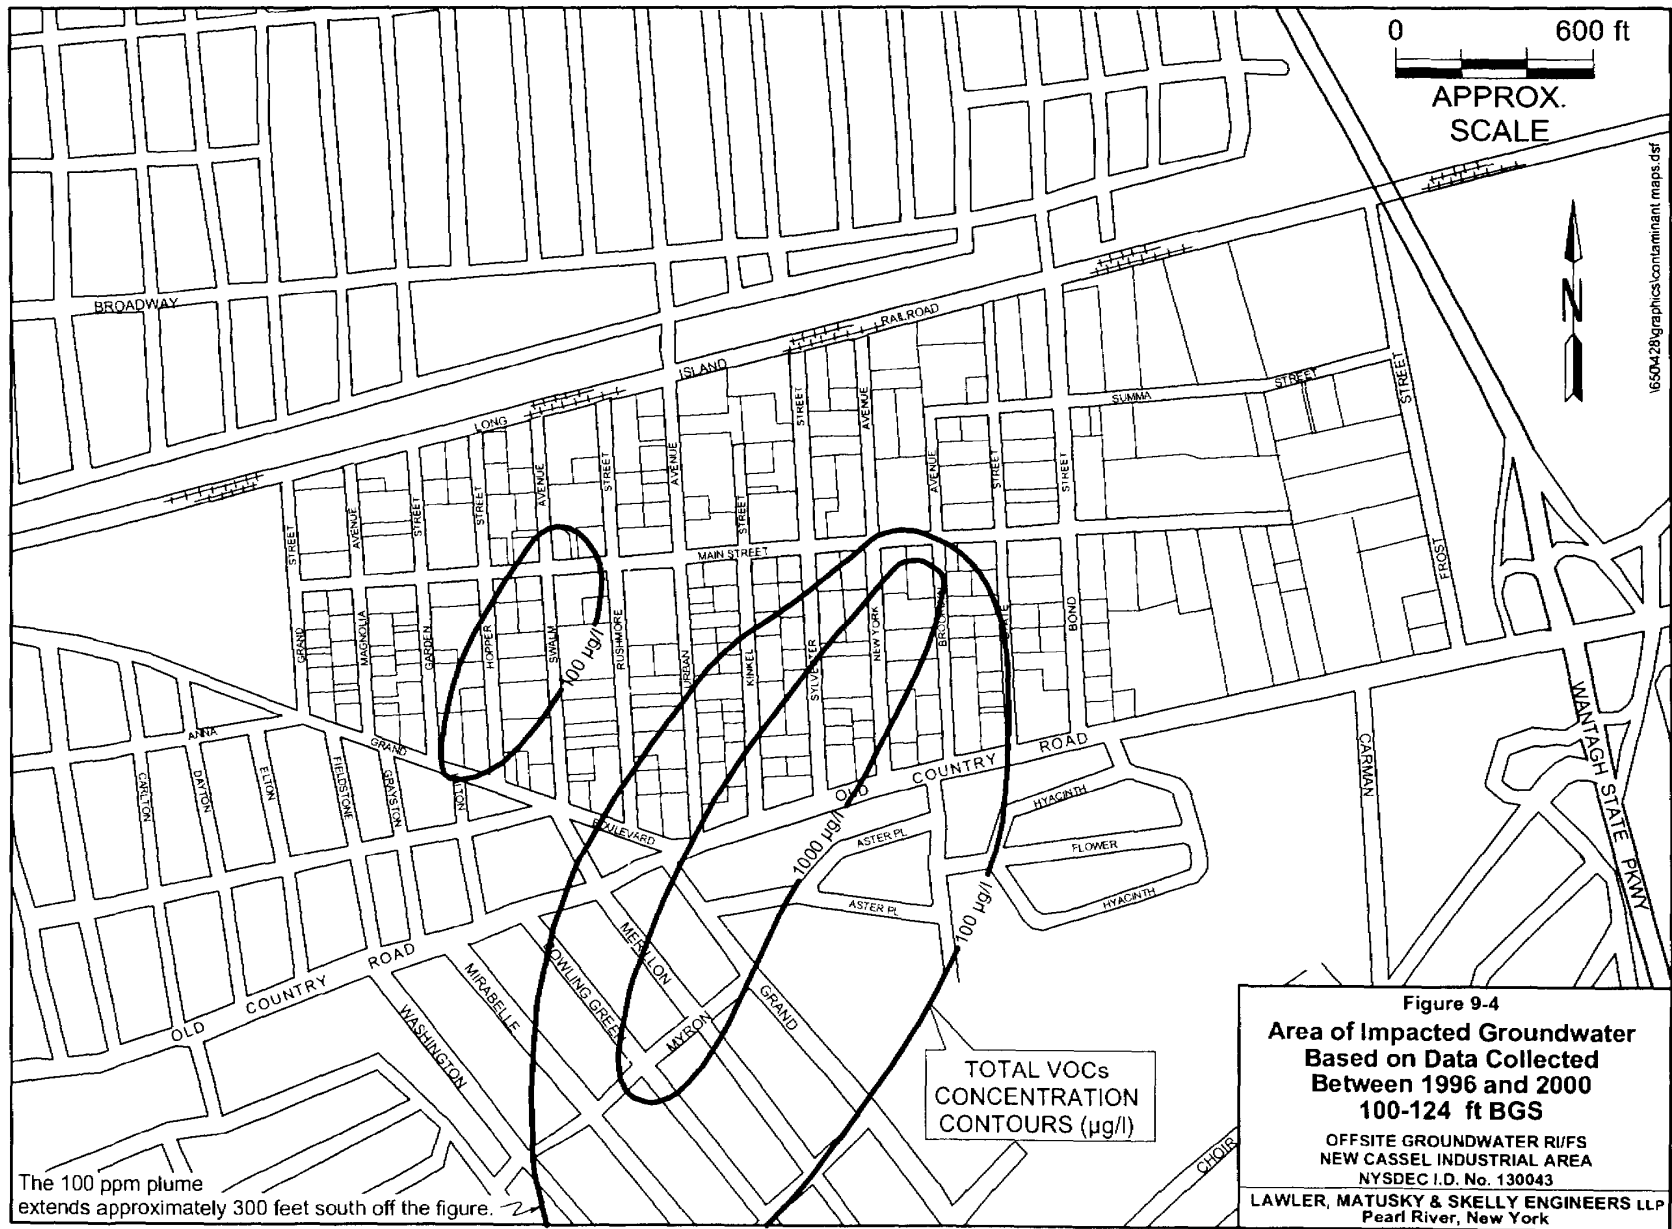 0 600 ft
APPROX.
SCALE
\650\428\graphics\contaminant maps.dsf
N
BROADWAY
LONG
ISLAND
RAILROAD
SUMMA
STREET
STREET
FROST
STREET
AVENUE
STREET
STREET
AVENUE
STREET
AVENUE
STREET
STREET
AVENUE
AVENUE
STREET
STREET
MAIN STREET
GRAND
MAGNOLIA
GARDEN
HOPPER
SWALM
RUSHMORE
URBAN
KINKEL
SYLVESTER
NEW YORK
BOND
100 µg/l
1000 µg/l
100 µg/l
ANNA
GRAND
BOULEVARD
CARLTON
DAYTON
ELTON
FIELDSTONE
GRAYSTON
OLD
COUNTRY
ROAD
HYACINTH
FLOWER
HYACINTH
ASTER PL
ASTER PL
CARMAN
WANTAGH STATE PKWY
OLD
COUNTRY
ROAD
WASHINGTON
MIRABELLE
BOWLING GREEN
MERILLON
MYRON
GRAND
CHOIR
TOTAL VOCs
CONCENTRATION
CONTOURS (µg/l)
The 100 ppm plume
extends approximately 300 feet south off the figure.
Figure 9-4
Area of Impacted Groundwater
Based on Data Collected
Between 1996 and 2000
100-124 ft BGS
OFFSITE GROUNDWATER RI/FS
NEW CASSEL INDUSTRIAL AREA
NYSDEC I.D. No. 130043
LAWLER, MATUSKY & SKELLY ENGINEERS LLP
Pearl River, New York